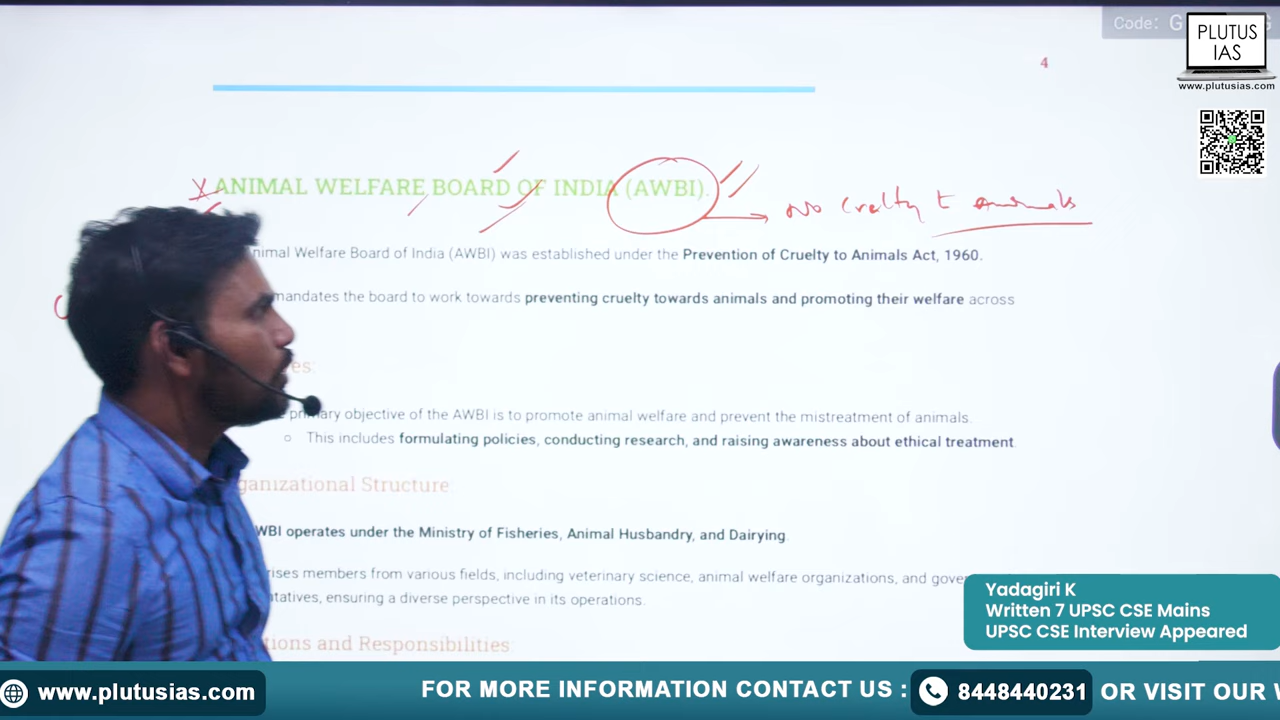 Code: G
PLUTUS
IAS
www.plutusias.com
4
ANIMAL WELFARE BOARD OF INDIA (AWBI).
No Cruelty t animals
nimal Welfare Board of India (AWBI) was established under the Prevention of Cruelty to Animals Act, 1960.
mandates the board to work towards preventing cruelty towards animals and promoting their welfare across
es:
primary objective of the AWBI is to promote animal welfare and prevent the mistreatment of animals.
○ This includes formulating policies, conducting research, and raising awareness about ethical treatment.
ganizational Structure:
WBI operates under the Ministry of Fisheries, Animal Husbandry, and Dairying.
rises members from various fields, including veterinary science, animal welfare organizations, and gove
ntatives, ensuring a diverse perspective in its operations.
tions and Responsibilities:
Yadagiri K
Written 7 UPSC CSE Mains
UPSC CSE Interview Appeared
www.plutusias.com FOR MORE INFORMATION CONTACT US : 8448440231 OR VISIT OUR W